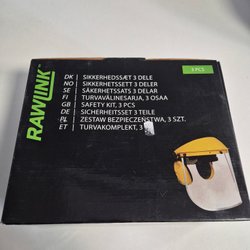 RAWLINK
3 PCS
DK | SIKKERHEDSSÆT 3 DELE
NO | SIKKERHETSSETT 3 DELER
SE | SÄKERHETSSATS 3 DELAR
FI | TURVAVÄLINESARJA, 3 OSAA
GB | SAFETY KIT, 3 PCS
DE | SICHERHEITSSET 3 TEILE
PL | ZESTAW BEZPIECZEŃSTWA, 3 SZT.
ET | TURVAKOMPLEKT, 3